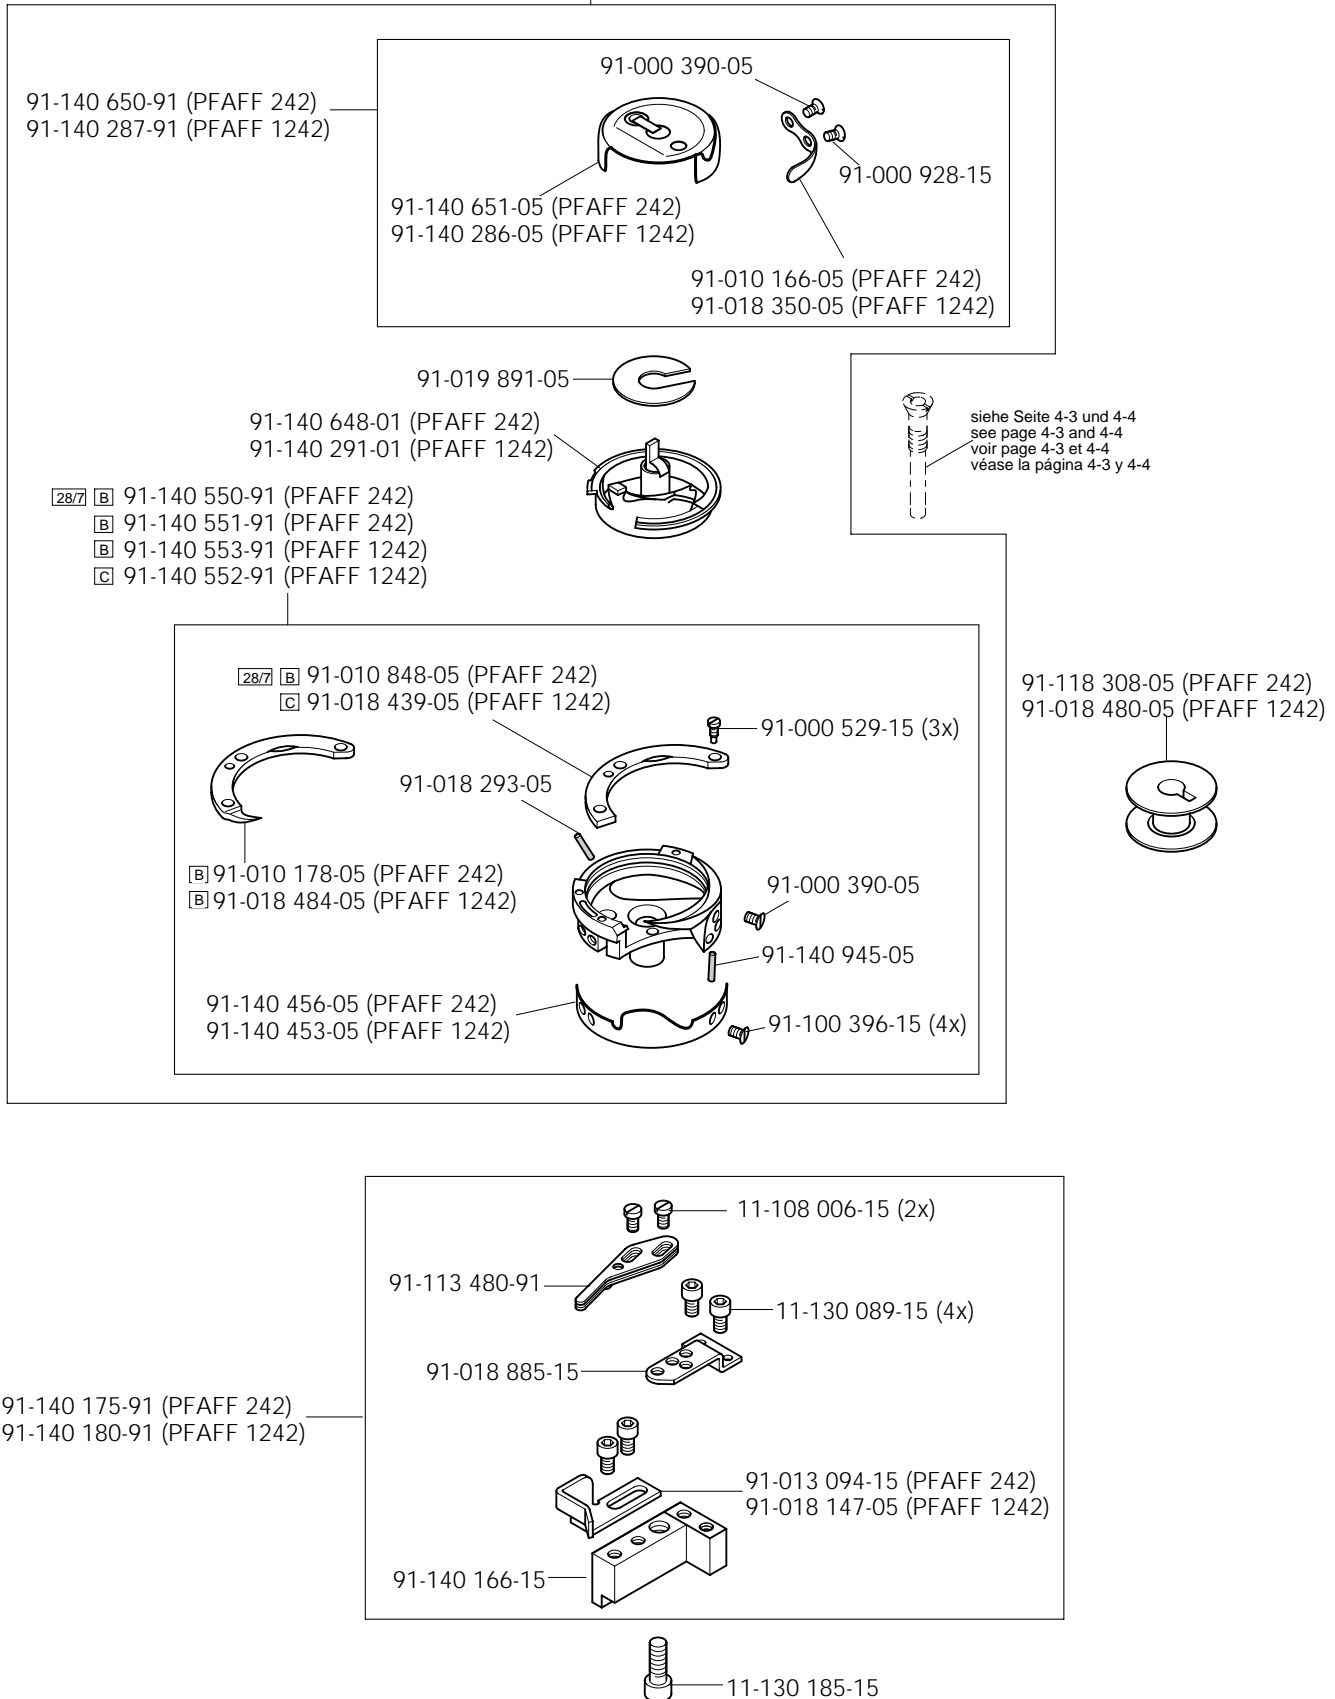 91-000 390-05
91-140 650-91 (PFAFF 242)
91-140 287-91 (PFAFF 1242)
91-000 928-15
91-140 651-05 (PFAFF 242)
91-140 286-05 (PFAFF 1242)
91-010 166-05 (PFAFF 242)
91-018 350-05 (PFAFF 1242)
91-019 891-05
91-140 648-01 (PFAFF 242)
91-140 291-01 (PFAFF 1242)
siehe Seite 4-3 und 4-4
see page 4-3 and 4-4
voir page 4-3 et 4-4
véase la página 4-3 y 4-4
28/7 B 91-140 550-91 (PFAFF 242)
B 91-140 551-91 (PFAFF 242)
B 91-140 553-91 (PFAFF 1242)
C 91-140 552-91 (PFAFF 1242)
28/7 B 91-010 848-05 (PFAFF 242)
C 91-018 439-05 (PFAFF 1242)
91-118 308-05 (PFAFF 242)
91-018 480-05 (PFAFF 1242)
91-000 529-15 (3x)
91-018 293-05
B 91-010 178-05 (PFAFF 242)
B 91-018 484-05 (PFAFF 1242)
91-000 390-05
91-140 945-05
91-140 456-05 (PFAFF 242)
91-140 453-05 (PFAFF 1242)
91-100 396-15 (4x)
11-108 006-15 (2x)
91-113 480-91
11-130 089-15 (4x)
91-018 885-15
91-140 175-91 (PFAFF 242)
91-140 180-91 (PFAFF 1242)
91-013 094-15 (PFAFF 242)
91-018 147-05 (PFAFF 1242)
91-140 166-15
11-130 185-15